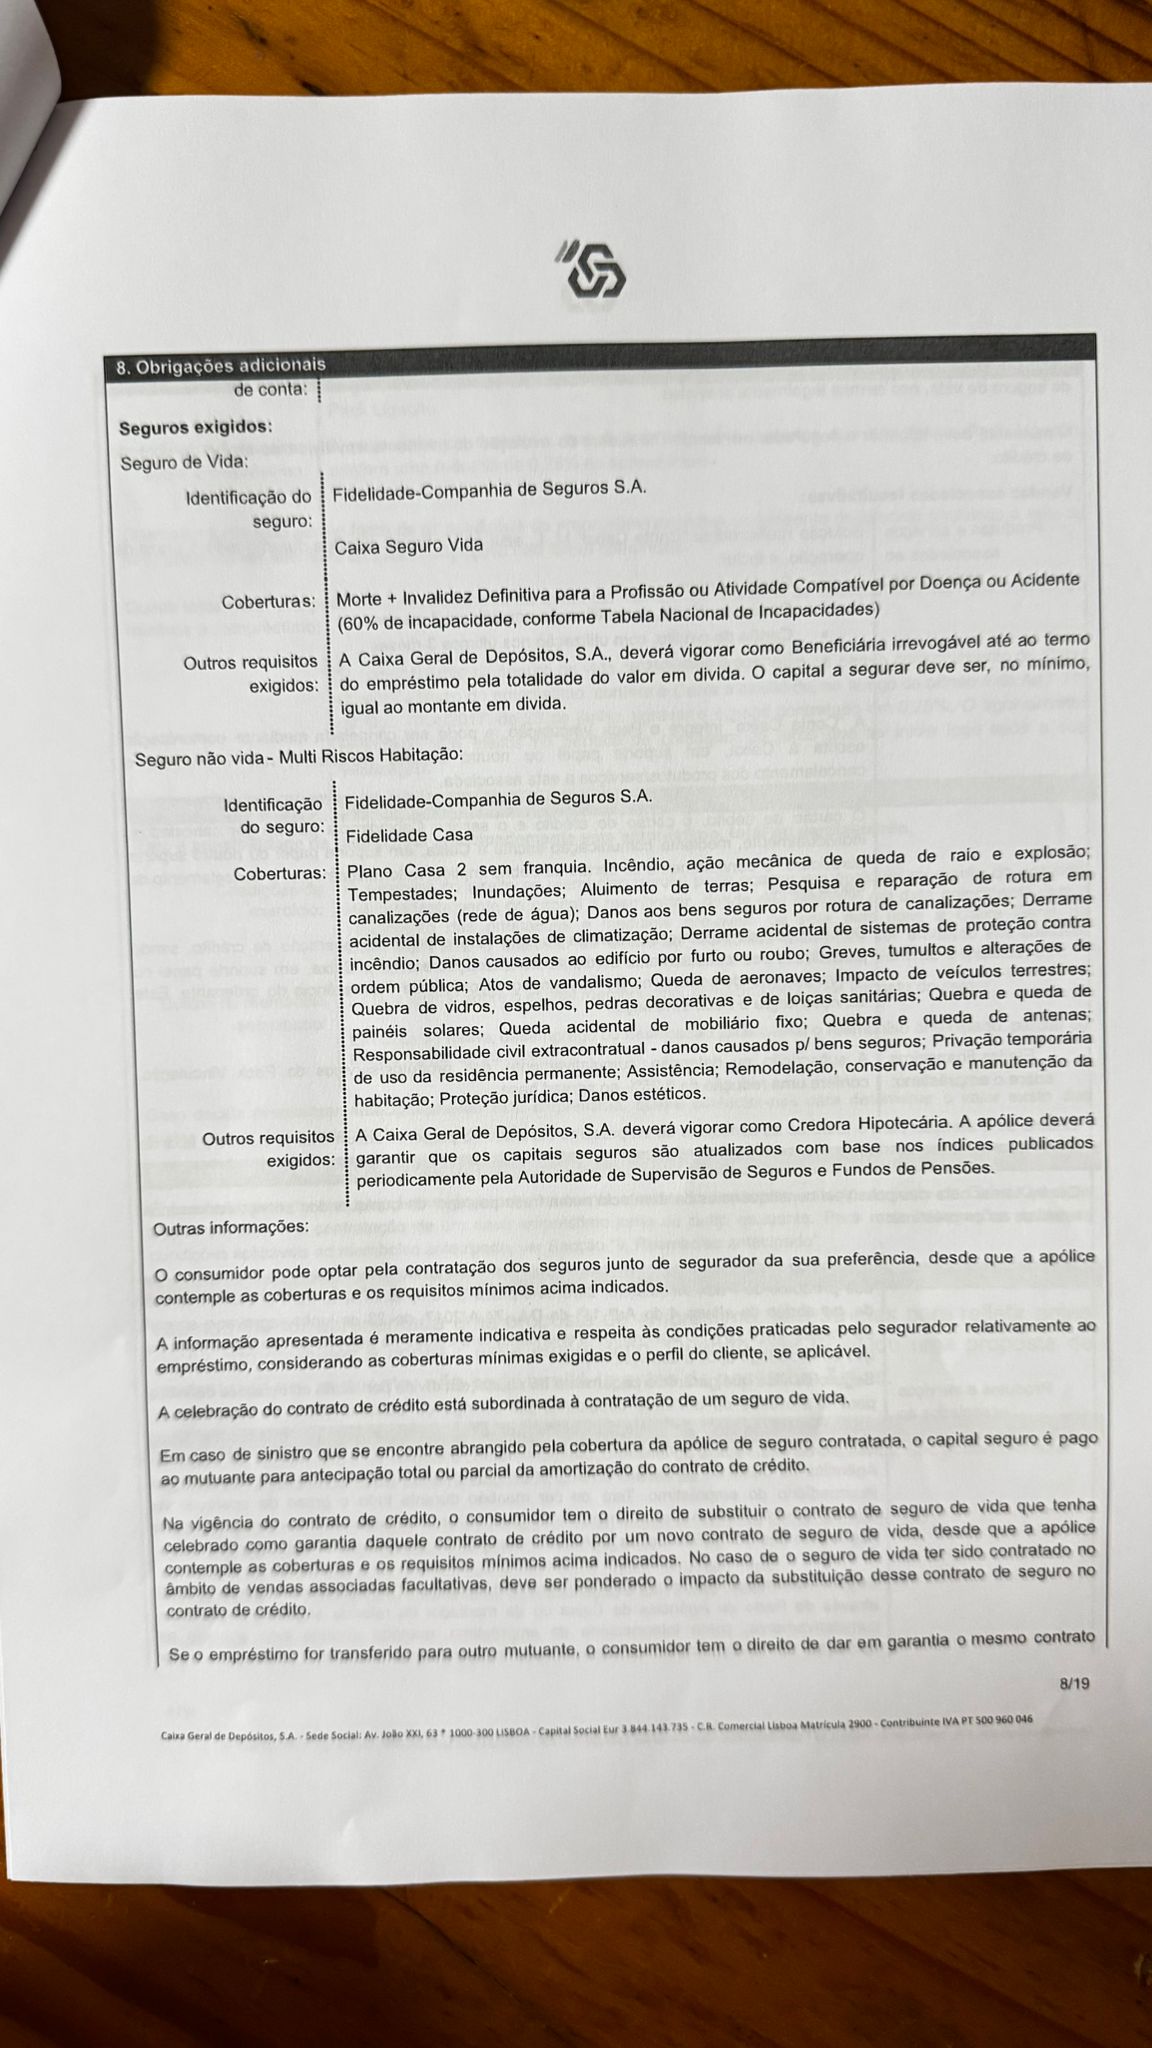 8. Obrigações adicionais
de conta:
Seguros exigidos:
Seguro de Vida:
Identificação do seguro:
Fidelidade-Companhia de Seguros S.A.
Caixa Seguro Vida
Coberturas:
Morte + Invalidez Definitiva para a Profissão ou Atividade Compatível por Doença ou Acidente
(60% de incapacidade, conforme Tabela Nacional de Incapacidades)
Outros requisitos exigidos:
A Caixa Geral de Depósitos, S.A., deverá vigorar como Beneficiária irrevogável até ao termo
do empréstimo pela totalidade do valor em divida. O capital a segurar deve ser, no mínimo,
igual ao montante em divida.
Seguro não vida - Multi Riscos Habitação:
Identificação do seguro:
Fidelidade-Companhia de Seguros S.A.
Fidelidade Casa
Coberturas:
Plano Casa 2 sem franquia. Incêndio, ação mecânica de queda de raio e explosão;
Tempestades; Inundações; Aluimento de terras; Pesquisa e reparação de rotura em
canalizações (rede de água); Danos aos bens seguros por rotura de canalizações; Derrame
acidental de instalações de climatização; Derrame acidental de sistemas de proteção contra
incêndio; Danos causados ao edifício por furto ou roubo; Greves, tumultos e alterações de
ordem pública; Atos de vandalismo; Queda de aeronaves; Impacto de veículos terrestres;
Quebra de vidros, espelhos, pedras decorativas e de loiças sanitárias; Quebra e queda de
painéis solares; Queda acidental de mobiliário fixo; Quebra e queda de antenas;
Responsabilidade civil extracontratual - danos causados p/ bens seguros; Privação temporária
de uso da residência permanente; Assistência; Remodelação, conservação e manutenção da
habitação; Proteção jurídica; Danos estéticos.
Outros requisitos exigidos:
A Caixa Geral de Depósitos, S.A. deverá vigorar como Credora Hipotecária. A apólice deverá
garantir que os capitais seguros são atualizados com base nos índices publicados
periodicamente pela Autoridade de Supervisão de Seguros e Fundos de Pensões.
Outras informações:
O consumidor pode optar pela contratação dos seguros junto de segurador da sua preferência, desde que a apólice
contemple as coberturas e os requisitos mínimos acima indicados.
A informação apresentada é meramente indicativa e respeita às condições praticadas pelo segurador relativamente ao
empréstimo, considerando as coberturas mínimas exigidas e o perfil do cliente, se aplicável.
A celebração do contrato de crédito está subordinada à contratação de um seguro de vida.
Em caso de sinistro que se encontre abrangido pela cobertura da apólice de seguro contratada, o capital seguro é pago
ao mutuante para antecipação total ou parcial da amortização do contrato de crédito.
Na vigência do contrato de crédito, o consumidor tem o direito de substituir o contrato de seguro de vida que tenha
celebrado como garantia daquele contrato de crédito por um novo contrato de seguro de vida, desde que a apólice
contemple as coberturas e os requisitos mínimos acima indicados. No caso de o seguro de vida ter sido contratado no
âmbito de vendas associadas facultativas, deve ser ponderado o impacto da substituição desse contrato de seguro no
contrato de crédito.
Se o empréstimo for transferido para outro mutuante, o consumidor tem o direito de dar em garantia o mesmo contrato
8/19
Caixa Geral de Depósitos, S.A. - Sede Social: Av. João XXI, 63 * 1000-300 LISBOA - Capital Social Eur 3.844.143.735 - C.R. Comercial Lisboa Matrícula 2900 - Contribuinte IVA PT 500 960 046